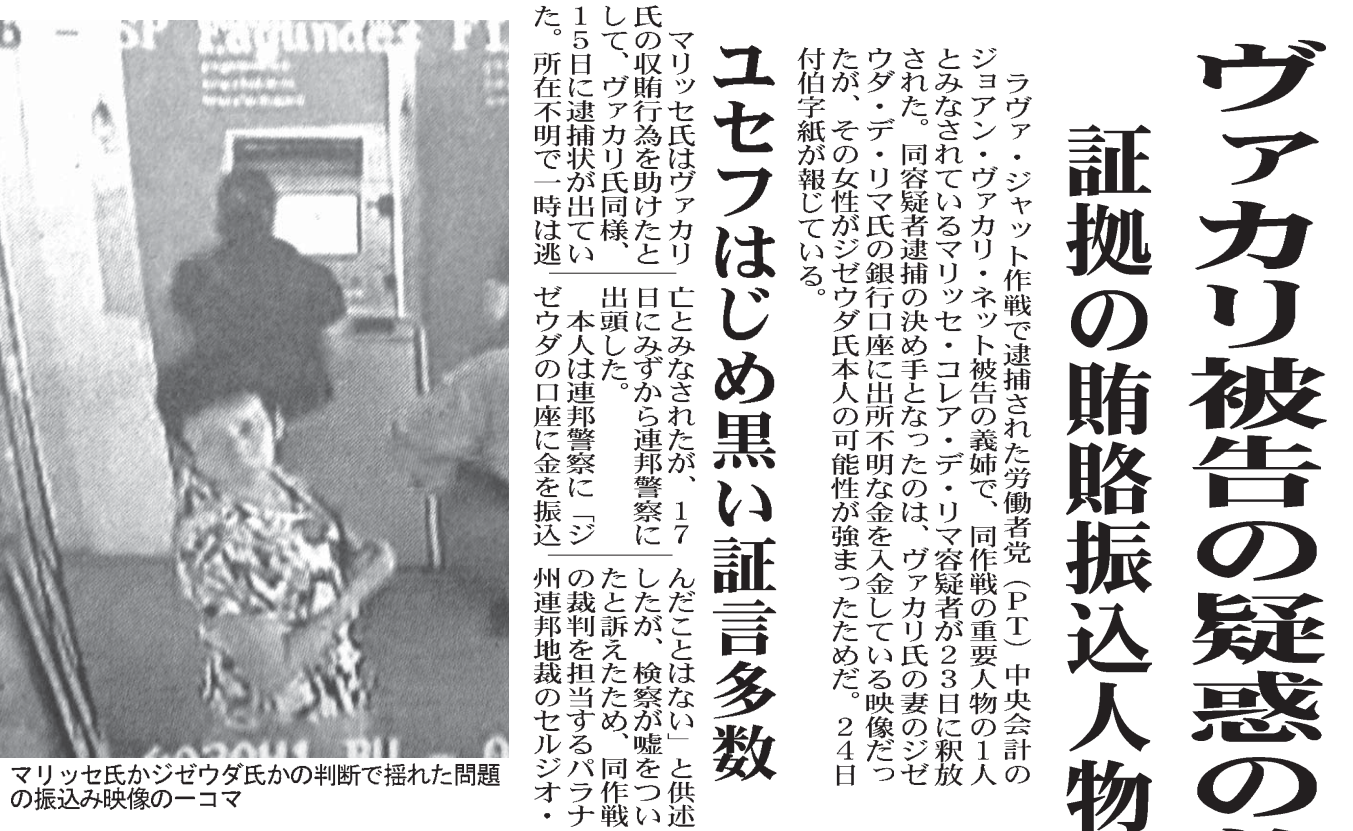 ヴァカリ被告の疑惑の
証拠の賄賂振込人物
ラヴァ・ジャット作戦で逮捕された労働者党（ＰＴ）中央会計の
ジョアン・ヴァカリ・ネット被告の義姉で、同作戦の重要人物の１人
とみなされているマリッセ・コレア・デ・リマ容疑者が２３日に釈放
された。同容疑者逮捕の決め手となったのは、ヴァカリ氏の妻のジゼ
ウダ・デ・リマ氏の銀行口座に出所不明な金を入金している映像だっ
たが、その女性がジゼウダ氏本人の可能性が強まったためだ。２４日
付伯字紙が報じている。
ユセフはじめ黒い証言多数
マリッセ氏はヴァカリ
氏の収賄行為を助けたと
して、ヴァカリ氏同様、
１５日に逮捕状が出てい
た。所在不明で一時は逃
亡とみなされたが、１７
日にみずから連邦警察に
出頭した。
本人は連邦警察に「ジ
ゼウダの口座に金を振込
んだことはない」と供述
したが、検察が嘘をつい
たと訴えたため、同作戦
の裁判を担当するパラナ
州連邦地裁のセルジオ・
SP Fagundes
マリッセ氏かジゼウダ氏かの判断で揺れた問題
の振込み映像の一コマ